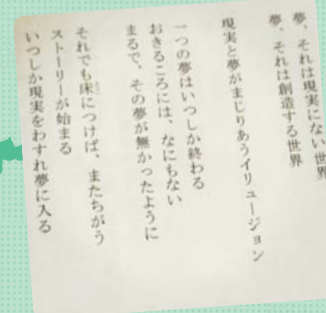 夢、それは現実にない世界
夢、それは創造する世界
現実と夢がまじりあうイリュージョン
一つの夢はいつしか終わる
おきるころには、なにもない
まるで、その夢が無かったように
それでも床につけば、またちがう
ストーリーが始まる
いつしか現実をわすれ夢に入る